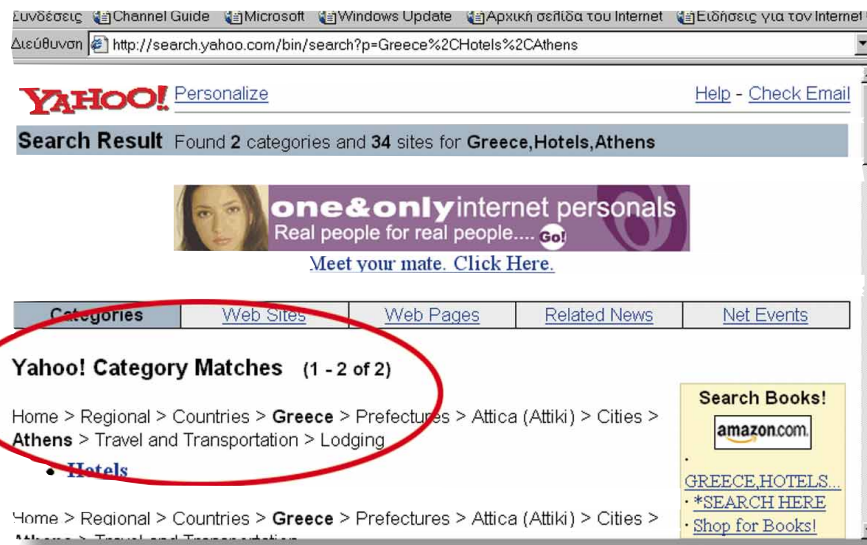 Συνδέσεις Channel Guide Microsoft Windows Update Αρχική σελίδα του Internet Ειδήσεις για τον Internet
Διεύθυνση http://search.yahoo.com/bin/search?p=Greece%2CHotels%2CAthens
YAHOO! Personalize Help - Check Email
Search Result Found 2 categories and 34 sites for Greece,Hotels,Athens
one&only internet personals
Real people for real people.... Go!
Meet your mate. Click Here.
Categories Web Sites Web Pages Related News Net Events
Yahoo! Category Matches (1 - 2 of 2)
Home > Regional > Countries > Greece > Prefectures > Attica (Attiki) > Cities >
Athens > Travel and Transportation > Lodging
• Hotels
Home > Regional > Countries > Greece > Prefectures > Attica (Attiki) > Cities >
Athens > Travel and Transportation
Search Books!
amazon.com.
·
GREECE,HOTELS...
· *SEARCH HERE
· Shop for Books!